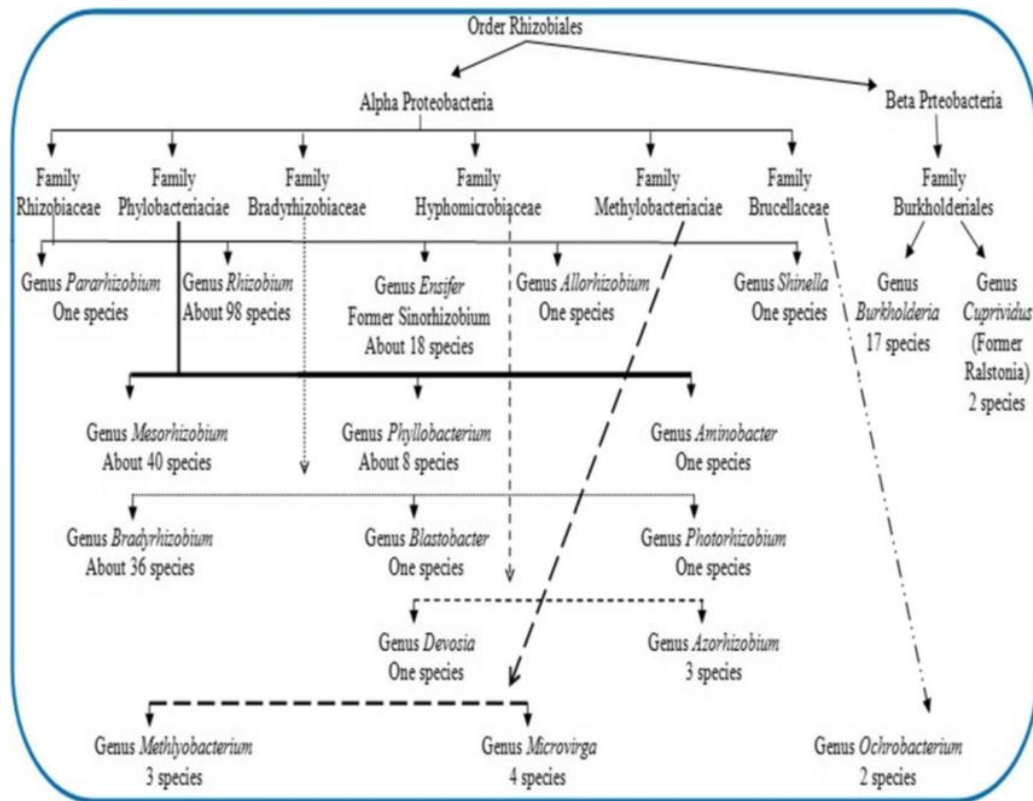 Order Rhizobiales
Alpha Proteobacteria
Beta Prteobacteria
Family
Rhizobiaceae
Family
Phylobacteriaciae
Family
Bradyrhizobiaceae
Family
Hyphomicrobiaceae
Family
Methylobacteriaciae
Family
Brucellaceae
Family
Burkholderiales
Genus Pararhizobium
One species
Genus Rhizobium
About 98 species
Genus Ensifer
Former Sinorhizobium
About 18 species
Genus Allorhizobium
One species
Genus Shinella
One species
Genus
Burkholderia
17 species
Genus
Cuprividus
(Former
Ralstonia)
2 species
Genus Mesorhizobium
About 40 species
Genus Phyllobacterium
About 8 species
Genus Aminobacter
One species
Genus Bradyrhizobium
About 36 species
Genus Blastobacter
One species
Genus Photorhizobium
One species
Genus Devosia
One species
Genus Azorhizobium
3 species
Genus Methlyobacterium
3 species
Genus Microvirga
4 species
Genus Ochrobacterium
2 species